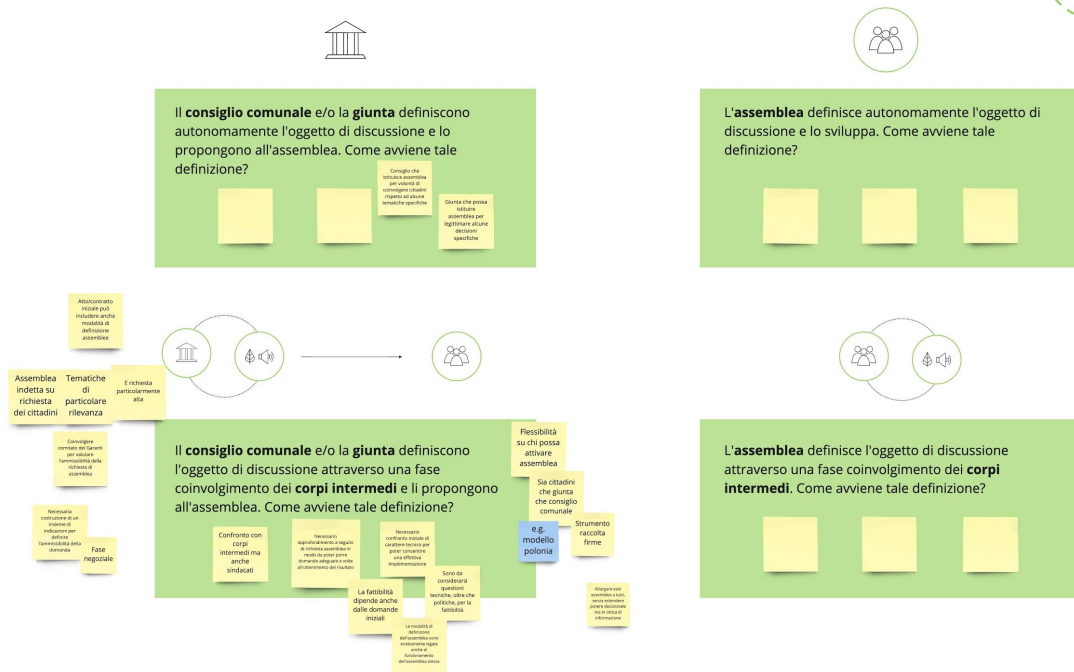 Il consiglio comunale e/o la giunta definiscono
autonomamente l'oggetto di discussione e lo
propongono all'assemblea. Come avviene tale
definizione?
Consiglio che
istituisce assemblea
per volontà di
coinvolgere cittadini
rispetto ad alcune
tematiche specifiche
Giunta che possa
istituire
assemblea per
legittimare alcune
decisioni
specifiche
L'assemblea definisce autonomamente l'oggetto di
discussione e lo sviluppa. Come avviene tale
definizione?
Atto/contratto
iniziale può
includere anche
modalità di
definizione
assemblee
Assemblea
indetta su
richiesta
dei cittadini
Tematiche
di
particolare
rilevanza
E richiesta
particolarmente
alta
Coinvolgere
comitato dei Garanti
per valutare
l'ammissibilità della
richiesta di
assemblea
Necessaria
costruzione di un
insieme di
indicazioni per
definire
l'ammissibilità della
domanda
Fase
negoziale
Il consiglio comunale e/o la giunta definiscono
l'oggetto di discussione attraverso una fase
coinvolgimento dei corpi intermedi e li propongono
all'assemblea. Come avviene tale definizione?
Confronto con
corpi
intermedi ma
anche
sindacati
Necessario
approfondimento a seguito
di richiesta assemblea in
modo da poter porre
domande adeguate e volte
all'ottenimento del risultato
Necessario
confronto iniziale di
carattere tecnico per
poter consentire
una effettiva
implementazione
La fattibilità
dipende anche
dalle domande
iniziali
Sono da
considerarsi
questioni
tecniche, oltre che
politiche, per la
fattibilità
Le modalità di
definizione
dell'assemblea sono
strettamente legate
anche al
funzionamento
dell'assemblea stessa
Flessibilità
su chi possa
attivare
assemblea
Sia cittadini
che giunta
che consiglio
comunale
e.g.
modello
polonia
Strumento
raccolta
firme
Allargare esiti
assemblea a tutti,
senza estendere
potere decisionale
ma in ottica di
informazione
L'assemblea definisce l'oggetto di discussione
attraverso una fase coinvolgimento dei corpi
intermedi. Come avviene tale definizione?